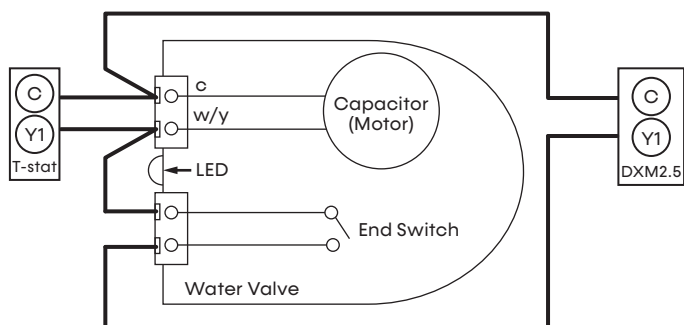 C
Y1
T-stat
c
w/y
LED
Capacitor
(Motor)
End Switch
Water Valve
C
Y1
DXM2.5